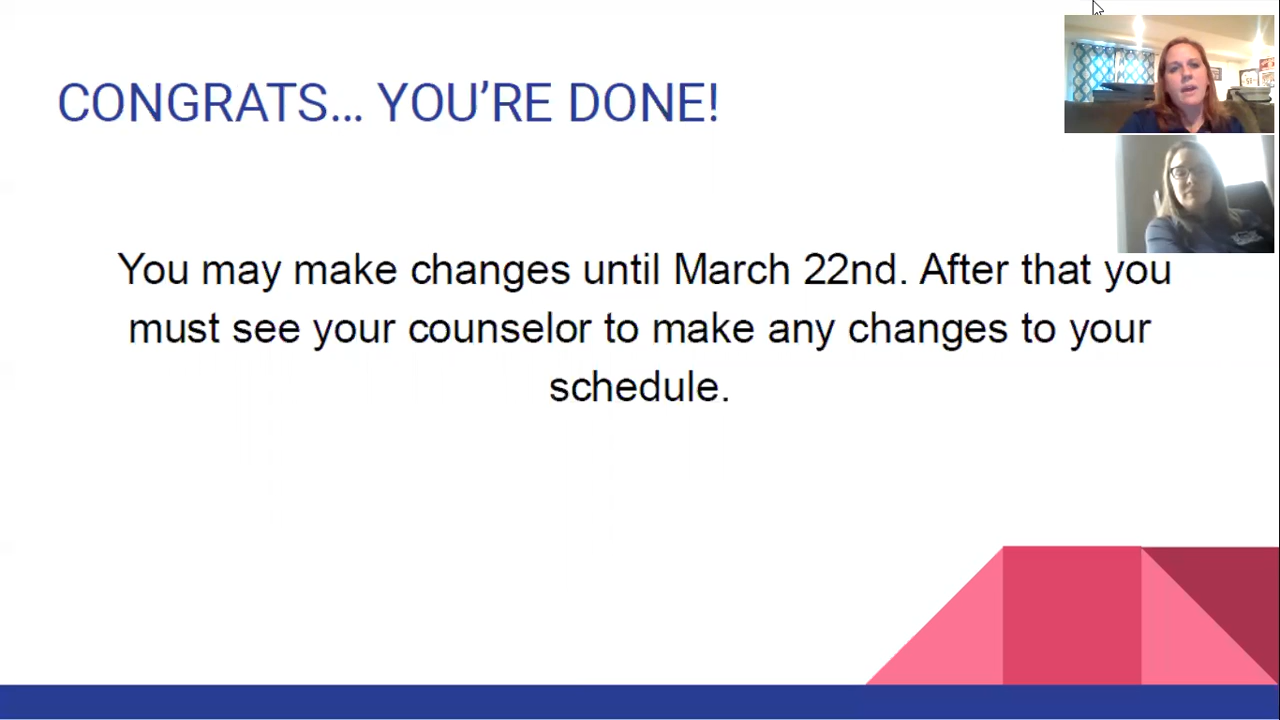 CONGRATS… YOU’RE DONE!
You may make changes until March 22nd. After that you
must see your counselor to make any changes to your
schedule.